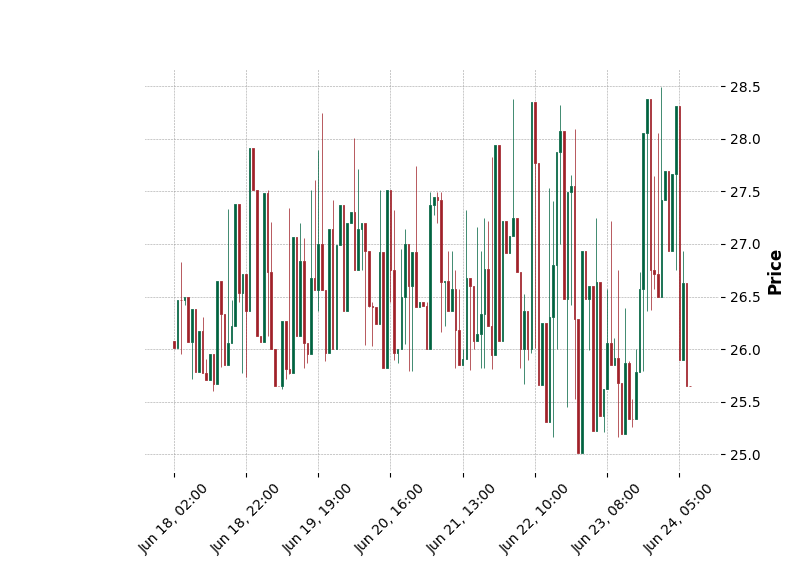 28.5
28.0
27.5
27.0
26.5
26.0
25.5
25.0
Price
Jun 18, 02:00
Jun 18, 22:00
Jun 19, 19:00
Jun 20, 16:00
Jun 21, 13:00
Jun 22, 10:00
Jun 23, 08:00
Jun 24, 05:00